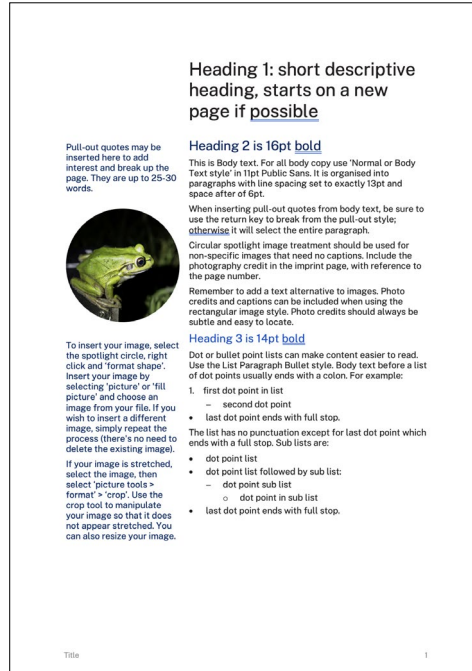 Heading 1: short descriptive
heading, starts on a new
page if possible
Pull-out quotes may be
inserted here to add
interest and break up the
page. They are up to 25-30
words.
Heading 2 is 16pt bold
This is Body text. For all body copy use 'Normal or Body
Text style' in 11pt Public Sans. It is organised into
paragraphs with line spacing set to exactly 13pt and
space after of 6pt.
When inserting pull-out quotes from body text, be sure to
use the return key to break from the pull-out style;
otherwise it will select the entire paragraph.
Circular spotlight image treatment should be used for
non-specific images that need no captions. Include the
photography credit in the imprint page, with reference to
the page number.
Remember to add a text alternative to images. Photo
credits and captions can be included when using the
rectangular image style. Photo credits should always be
subtle and easy to locate.
To insert your image, select
the spotlight circle, right
click and 'format shape'.
Insert your image by
selecting 'picture' or 'fill
picture' and choose an
image from your file. If you
wish to insert a different
image, simply repeat the
process (there's no need to
delete the existing image).
If your image is stretched,
select the image, then
select 'picture tools >
format' > 'crop'. Use the
crop tool to manipulate
your image so that it does
not appear stretched. You
can also resize your image.
Heading 3 is 14pt bold
Dot or bullet point lists can make content easier to read.
Use the List Paragraph Bullet style. Body text before a list
of dot points usually ends with a colon. For example:
1. first dot point in list
– second dot point
• last dot point ends with full stop.
The list has no punctuation except for last dot point which
ends with a full stop. Sub lists are:
• dot point list
• dot point list followed by sub list:
– dot point sub list
o dot point in sub list
• last dot point ends with full stop.
Title 1